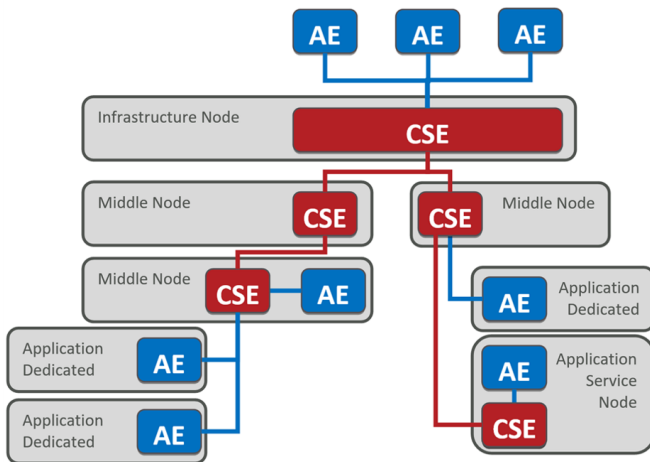 AE AE AE
Infrastructure Node
CSE
Middle Node
CSE
CSE
Middle Node
Middle Node
CSE
AE
AE
Application
Dedicated
Application
Dedicated
AE
AE
Application
Service
Node
CSE
Application
Dedicated
AE